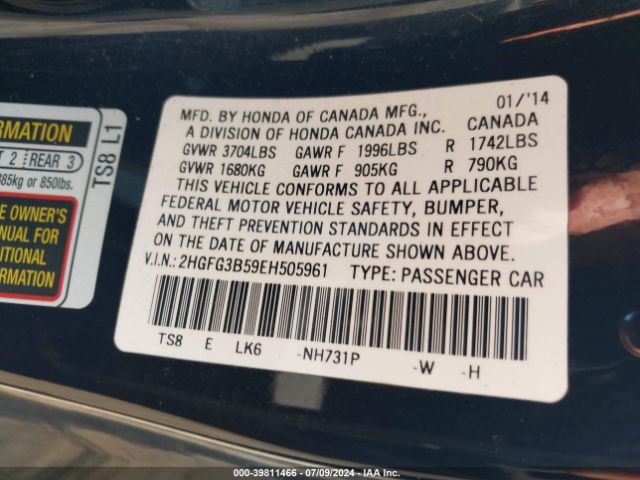 RMATION
T 2 REAR 3
385kg or 850lbs.
E OWNER'S
NUAL FOR
DITIONAL
ORMATION
TS8 L1
MFD. BY HONDA OF CANADA MFG., 01/'14
A DIVISION OF HONDA CANADA INC. CANADA
GVWR 3704LBS GAWR F 1996LBS R 1742LBS
GVWR 1680KG GAWR F 905KG R 790KG
THIS VEHICLE CONFORMS TO ALL APPLICABLE
FEDERAL MOTOR VEHICLE SAFETY, BUMPER,
AND THEFT PREVENTION STANDARDS IN EFFECT
ON THE DATE OF MANUFACTURE SHOWN ABOVE.
V.I.N.: 2HGFG3B59EH505961 TYPE: PASSENGER CAR
TS8 E LK6 -NH731P -W -H
000-39811466 - 07/09/2024 - IAA Inc.